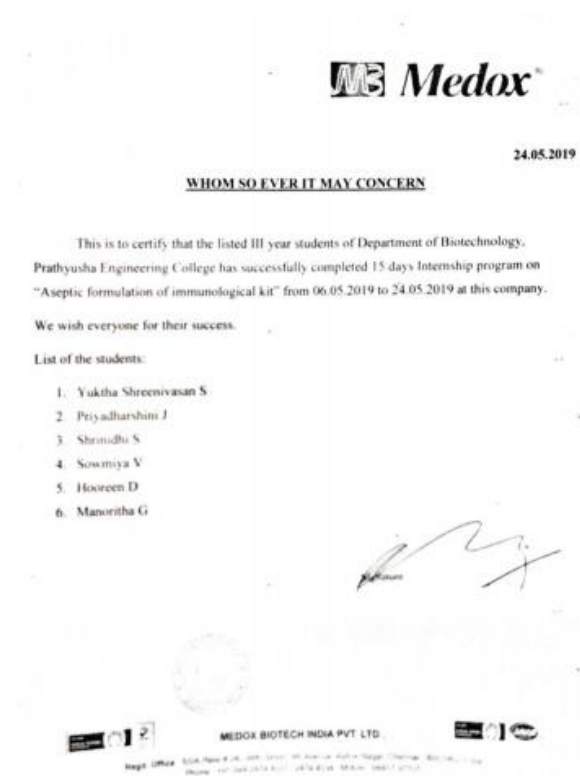 Medox
24.05.2019
WHOM SO EVER IT MAY CONCERN
This is to certify that the listed III year students of Department of Biotechnology,
Prathyusha Engineering College has successfully completed 15 days Internship program on
"Aseptic formulation of immunological kit" from 06.05.2019 to 24.05.2019 at this company.
We wish everyone for their success.
List of the students:
1. Yuktha Shreenivasan S
2. Priyadharshini J
3. Shrinidhi S
4. Sowmiya V
5. Hooreen D
6. Manoritha G
MEDOX BIOTECH INDIA PVT LTD.
Regd. Office